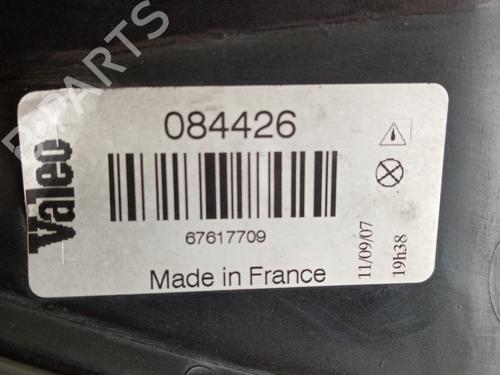 Valeo
084426
67617709
Made in France
11/09/07
19h38
B-PARTS